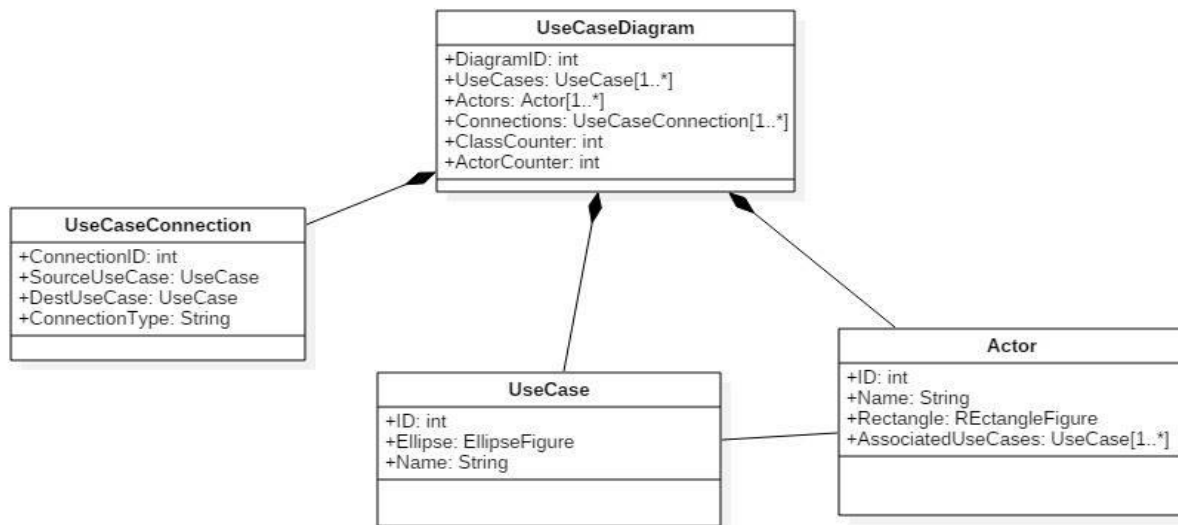 UseCaseDiagram
+DiagramID: int
+UseCases: UseCase[1..*]
+Actors: Actor[1..*]
+Connections: UseCaseConnection[1..*]
+ClassCounter: int
+ActorCounter: int
UseCaseConnection
+ConnectionID: int
+SourceUseCase: UseCase
+DestUseCase: UseCase
+ConnectionType: String
UseCase
+ID: int
+Ellipse: EllipseFigure
+Name: String
Actor
+ID: int
+Name: String
+Rectangle: REctangleFigure
+AssociatedUseCases: UseCase[1..*]